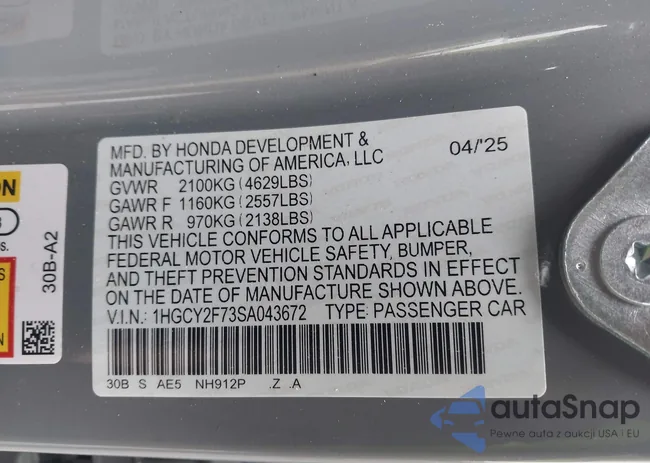 MFD. BY HONDA DEVELOPMENT &
MANUFACTURING OF AMERICA, LLC
04/'25
GVWR 2100KG (4629LBS)
GAWR F 1160KG (2557LBS)
GAWR R 970KG (2138LBS)
THIS VEHICLE CONFORMS TO ALL APPLICABLE
FEDERAL MOTOR VEHICLE SAFETY, BUMPER,
AND THEFT PREVENTION STANDARDS IN EFFECT
ON THE DATE OF MANUFACTURE SHOWN ABOVE.
V.I.N.: 1HGCY2F73SA043672 TYPE: PASSENGER CAR
30B S AE5 NH912P .Z .A
30B-A2
autaSnap
Pewne auta z aukcji USA i EU